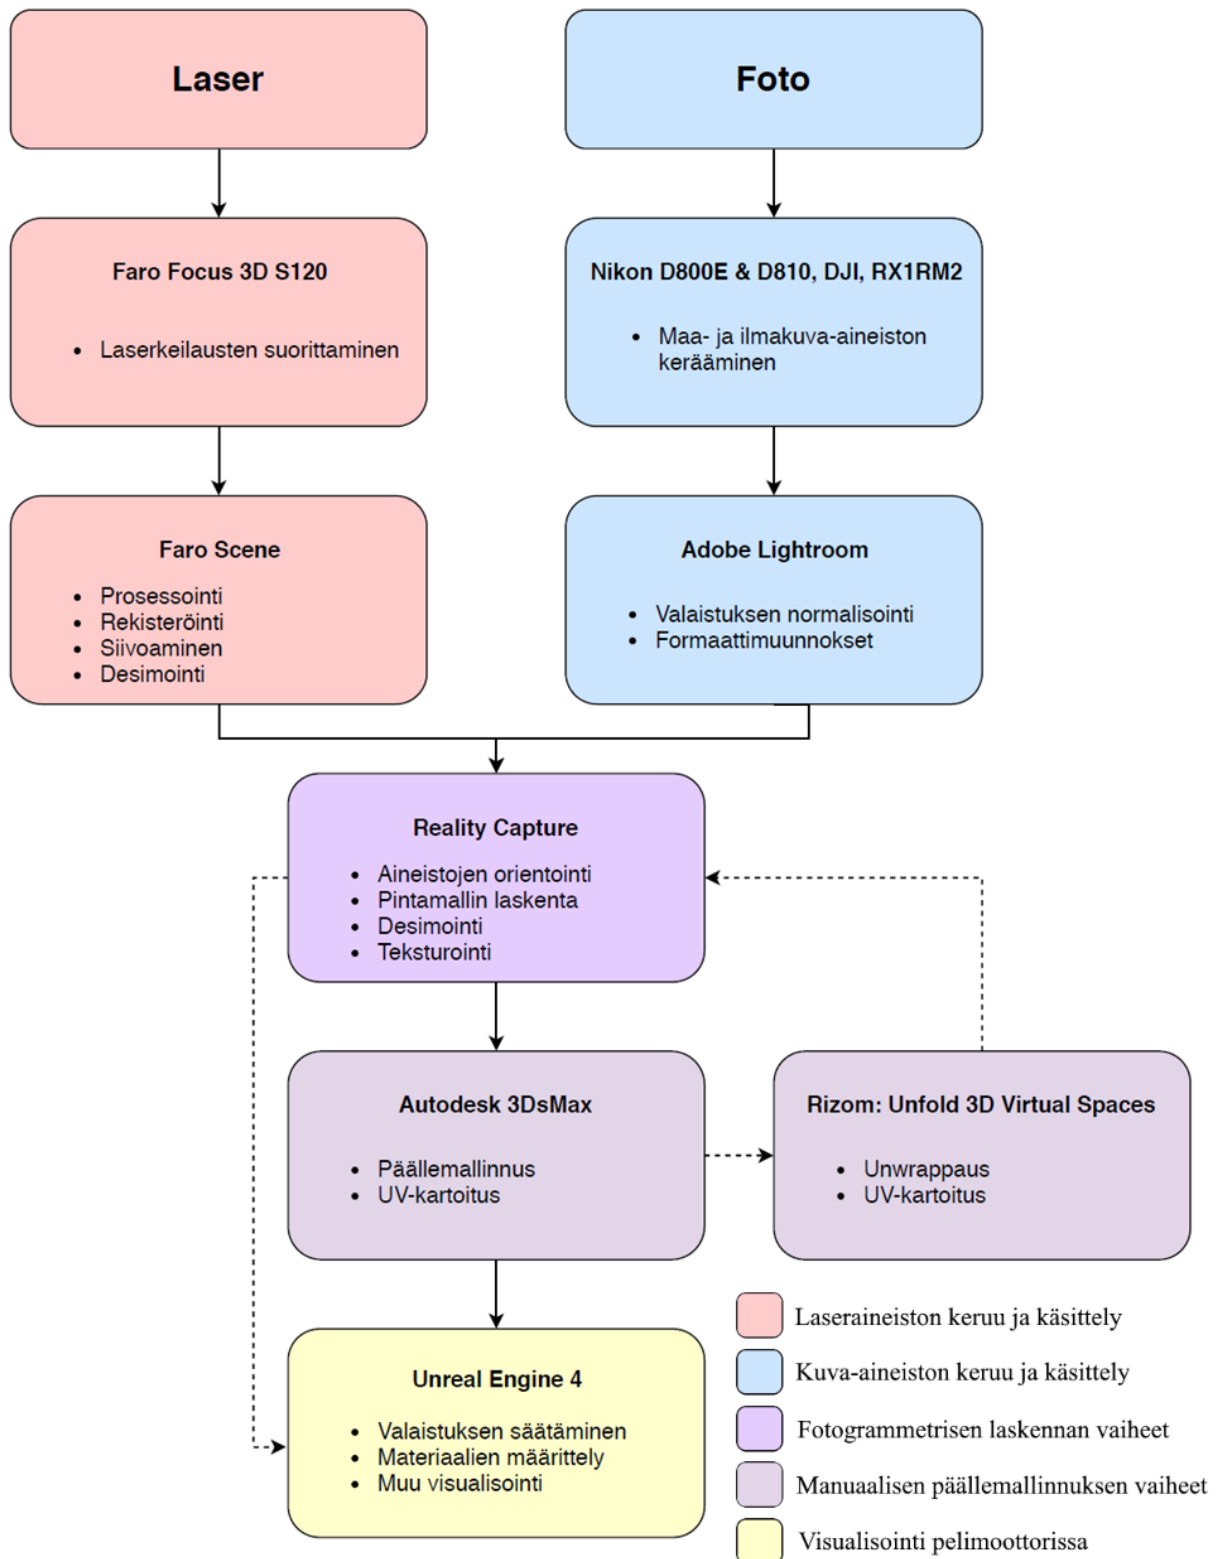 Laser
Foto
Faro Focus 3D S120
• Laserkeilausten suorittaminen
Nikon D800E & D810, DJI, RX1RM2
• Maa- ja ilmakuva-aineiston
kerääminen
Faro Scene
• Prosessointi
• Rekisteröinti
• Siivoaminen
• Desimointi
Adobe Lightroom
• Valaistuksen normalisointi
• Formaattimuunnokset
Reality Capture
• Aineistojen orientointi
• Pintamallin laskenta
• Desimointi
• Teksturointi
Autodesk 3DsMax
• Päällemallinnus
• UV-kartoitus
Rizom: Unfold 3D Virtual Spaces
• Unwrappaus
• UV-kartoitus
Unreal Engine 4
• Valaistuksen säätäminen
• Materiaalien määrittely
• Muu visualisointi
Laseraineiston keruu ja käsittely
Kuva-aineiston keruu ja käsittely
Fotogrammetrisen laskennan vaiheet
Manuaalisen päällemallinnuksen vaiheet
Visualisointi pelimoottorissa